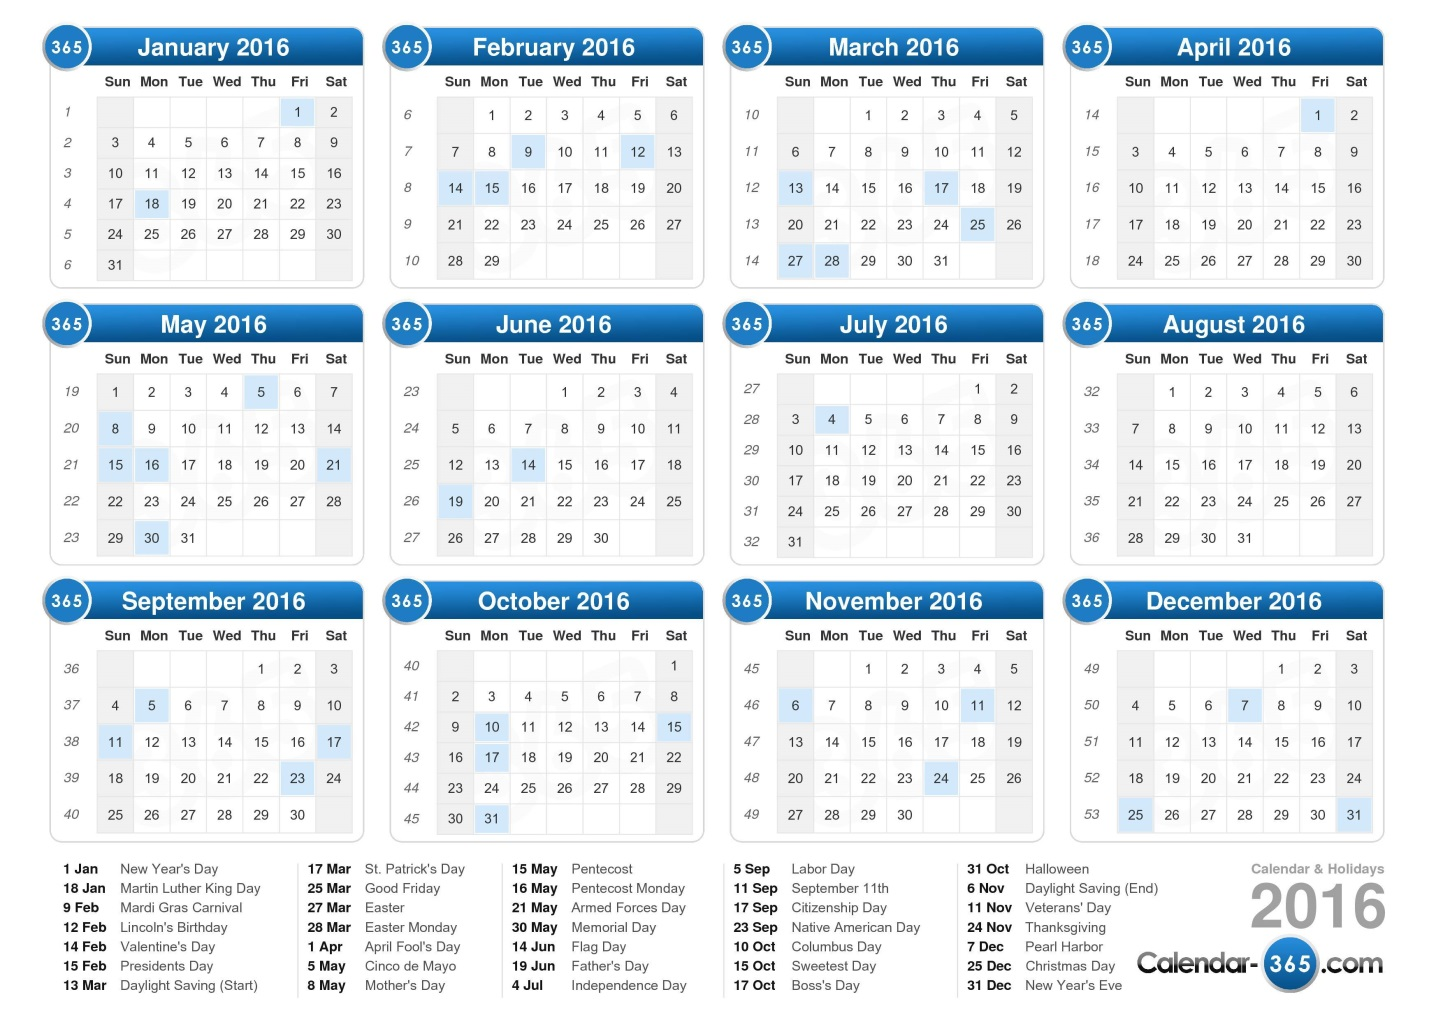 365 January 2016
Sun Mon Tue Wed Thu Fri Sat
1 1 2
2 3 4 5 6 7 8 9
3 10 11 12 13 14 15 16
4 17 18 19 20 21 22 23
5 24 25 26 27 28 29 30
6 31
365 February 2016
Sun Mon Tue Wed Thu Fri Sat
6 1 2 3 4 5 6
7 7 8 9 10 11 12 13
8 14 15 16 17 18 19 20
9 21 22 23 24 25 26 27
10 28 29
365 March 2016
Sun Mon Tue Wed Thu Fri Sat
10 1 2 3 4 5
11 6 7 8 9 10 11 12
12 13 14 15 16 17 18 19
13 20 21 22 23 24 25 26
14 27 28 29 30 31
365 April 2016
Sun Mon Tue Wed Thu Fri Sat
14 1 2
15 3 4 5 6 7 8 9
16 10 11 12 13 14 15 16
17 17 18 19 20 21 22 23
18 24 25 26 27 28 29 30
365 May 2016
Sun Mon Tue Wed Thu Fri Sat
19 1 2 3 4 5 6 7
20 8 9 10 11 12 13 14
21 15 16 17 18 19 20 21
22 22 23 24 25 26 27 28
23 29 30 31
365 June 2016
Sun Mon Tue Wed Thu Fri Sat
23 1 2 3 4
24 5 6 7 8 9 10 11
25 12 13 14 15 16 17 18
26 19 20 21 22 23 24 25
27 26 27 28 29 30
365 July 2016
Sun Mon Tue Wed Thu Fri Sat
27 1 2
28 3 4 5 6 7 8 9
29 10 11 12 13 14 15 16
30 17 18 19 20 21 22 23
31 24 25 26 27 28 29 30
32 31
365 August 2016
Sun Mon Tue Wed Thu Fri Sat
32 1 2 3 4 5 6
33 7 8 9 10 11 12 13
34 14 15 16 17 18 19 20
35 21 22 23 24 25 26 27
36 28 29 30 31
365 September 2016
Sun Mon Tue Wed Thu Fri Sat
36 1 2 3
37 4 5 6 7 8 9 10
38 11 12 13 14 15 16 17
39 18 19 20 21 22 23 24
40 25 26 27 28 29 30
365 October 2016
Sun Mon Tue Wed Thu Fri Sat
40 1
41 2 3 4 5 6 7 8
42 9 10 11 12 13 14 15
43 16 17 18 19 20 21 22
44 23 24 25 26 27 28 29
45 30 31
365 November 2016
Sun Mon Tue Wed Thu Fri Sat
45 1 2 3 4 5
46 6 7 8 9 10 11 12
47 13 14 15 16 17 18 19
48 20 21 22 23 24 25 26
49 27 28 29 30
365 December 2016
Sun Mon Tue Wed Thu Fri Sat
49 1 2 3
50 4 5 6 7 8 9 10
51 11 12 13 14 15 16 17
52 18 19 20 21 22 23 24
53 25 26 27 28 29 30 31
1 Jan New Year's Day
18 Jan Martin Luther King Day
9 Feb Mardi Gras Carnival
12 Feb Lincoln's Birthday
14 Feb Valentine's Day
15 Feb Presidents Day
13 Mar Daylight Saving (Start)
17 Mar St. Patrick's Day
25 Mar Good Friday
27 Mar Easter
28 Mar Easter Monday
1 Apr April Fool's Day
5 May Cinco de Mayo
8 May Mother's Day
15 May Pentecost
16 May Pentecost Monday
21 May Armed Forces Day
30 May Memorial Day
14 Jun Flag Day
19 Jun Father's Day
4 Jul Independence Day
5 Sep Labor Day
11 Sep September 11th
17 Sep Citizenship Day
23 Sep Native American Day
10 Oct Columbus Day
15 Oct Sweetest Day
17 Oct Boss's Day
31 Oct Halloween
6 Nov Daylight Saving (End)
11 Nov Veterans' Day
24 Nov Thanksgiving
7 Dec Pearl Harbor
25 Dec Christmas Day
31 Dec New Year's Eve
Calendar & Holidays
2016
Calendar-365.com